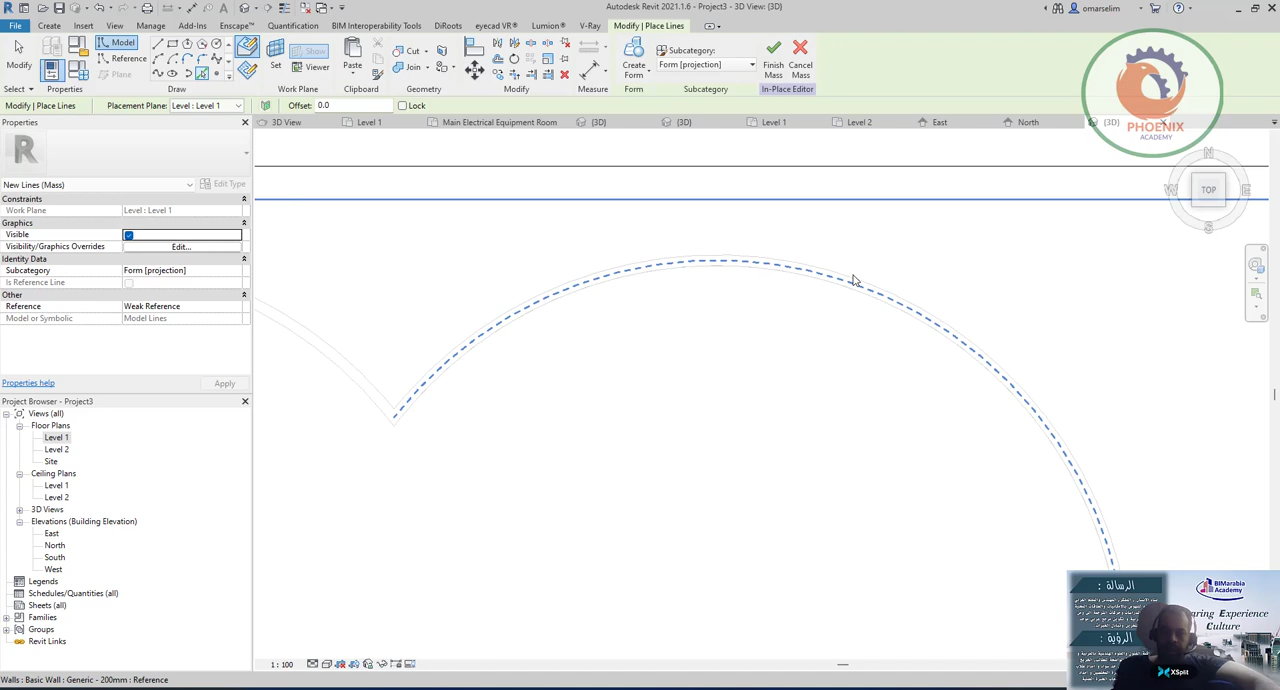 Autodesk Revit 2021.1.6 - Project3 - {3D View: {3D}
omarselim
File
Create
Insert
View
Manage
Add-Ins
Enscape™
Quantification
BIM Interoperability Tools
DiRoots
eyecad VR®
Lumion®
V-Ray
Modify | Place Lines
Modify
Model
Reference
Plane
Set
Show
Viewer
Paste
Cut
Join
Create
Form
Subcategory:
Form [projection]
Finish
Mass
Cancel
Mass
Select
Properties
Draw
Work Plane
Clipboard
Geometry
Modify
Measure
Form
Subcategory
In-Place Editor
Modify | Place Lines
Placement Plane: Level : Level 1
Offset: 0.0
Lock
PHOENIX
ACADEMY
Properties
3D View
Level 1
Main Electrical Equipment Room
{3D}
{3D}
Level 1
Level 2
East
North
{3D}
New Lines (Mass)
Edit Type
Constraints
Work Plane Level : Level 1
Graphics
Visible
Visibility/Graphics Overrides Edit...
Identity Data
Subcategory Form [projection]
Is Reference Line
Other
Reference Weak Reference
Model or Symbolic Model Lines
Properties help
Apply
N
W
TOP
E
S
Project Browser - Project3
Views (all)
Floor Plans
Level 1
Level 2
Site
Ceiling Plans
Level 1
Level 2
3D Views
Elevations (Building Elevation)
East
North
South
West
Legends
Schedules/Quantities (all)
Sheets (all)
Families
Groups
Revit Links
1 : 100
Walls : Basic Wall : Generic - 200mm : Reference
الرسالة :
BIMarabia
Academy
aring Experience
Culture
الرؤية :
XSplit